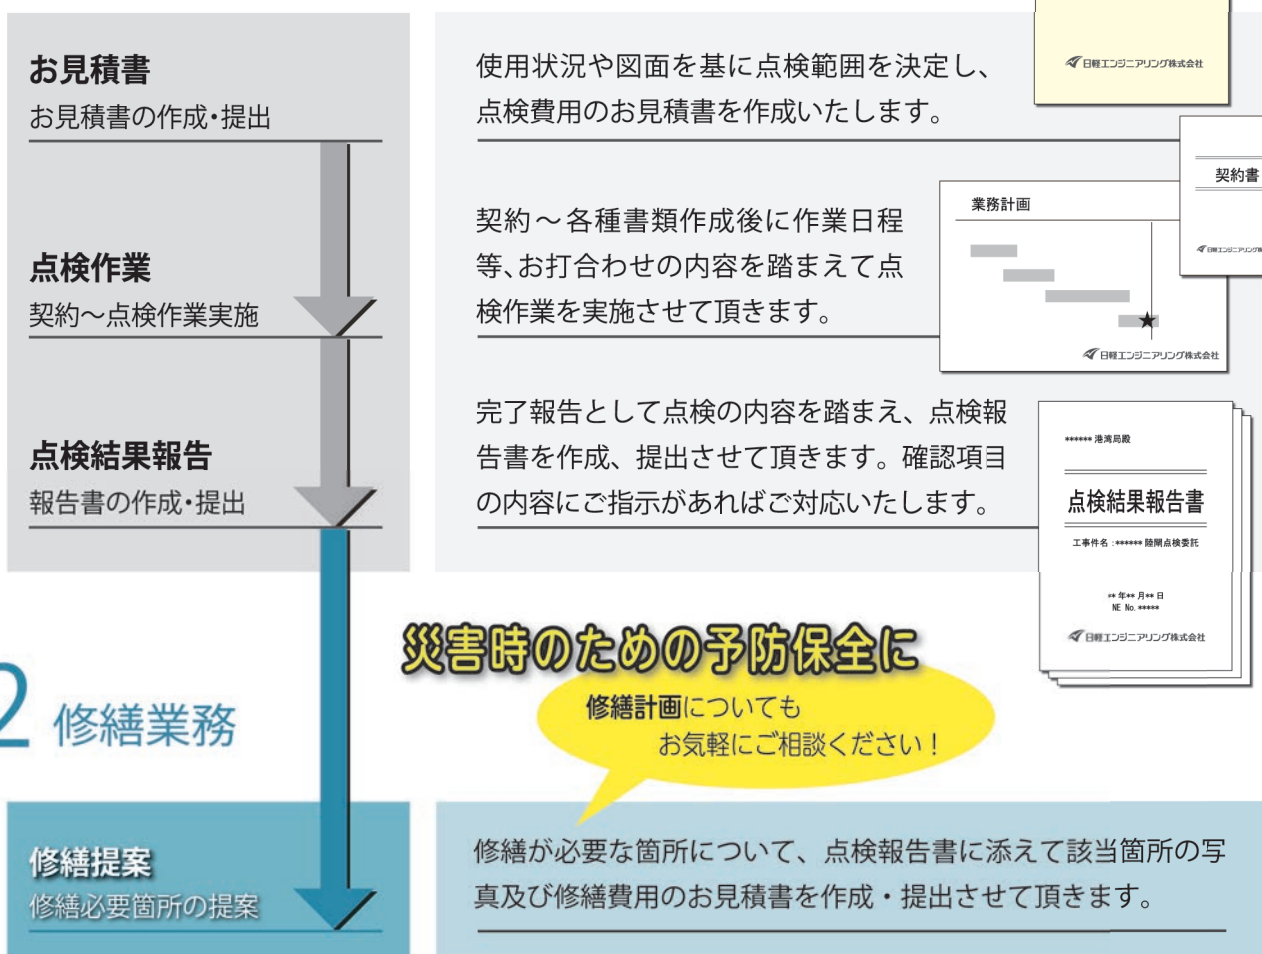 お見積書
お見積書の作成・提出
使用状況や図面を基に点検範囲を決定し、
点検費用のお見積書を作成いたします。
日軽エンジニアリング株式会社
契約書
点検作業
契約～点検作業実施
契約～各種書類作成後に作業日程
等、お打合わせの内容を踏まえて点
検作業を実施させて頂きます。
業務計画
★
日軽エンジニアリング株式会社
点検結果報告
報告書の作成・提出
完了報告として点検の内容を踏まえ、点検報
告書を作成、提出させて頂きます。確認項目
の内容にご指示があればご対応いたします。
****** 港湾局殿
点検結果報告書
工事件名：****** 陸閘点検委託
** 年** 月** 日
NE No. *****
日軽エンジニアリング株式会社
2 修繕業務
災害時のための予防保全に
修繕計画についても
お気軽にご相談ください！
修繕提案
修繕必要箇所の提案
修繕が必要な箇所について、点検報告書に添えて該当箇所の写
真及び修繕費用のお見積書を作成・提出させて頂きます。